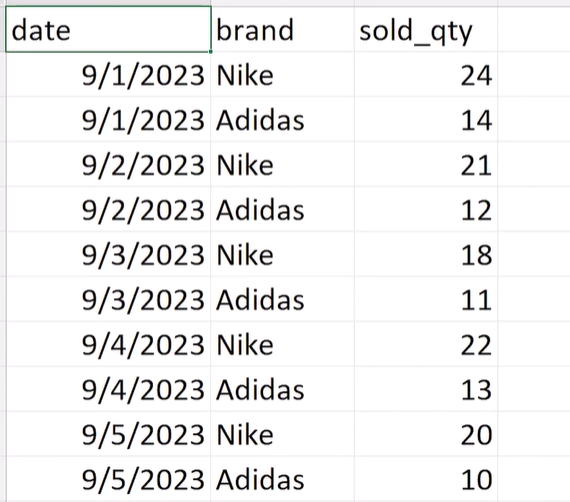 date brand sold_qty
9/1/2023 Nike 24
9/1/2023 Adidas 14
9/2/2023 Nike 21
9/2/2023 Adidas 12
9/3/2023 Nike 18
9/3/2023 Adidas 11
9/4/2023 Nike 22
9/4/2023 Adidas 13
9/5/2023 Nike 20
9/5/2023 Adidas 10